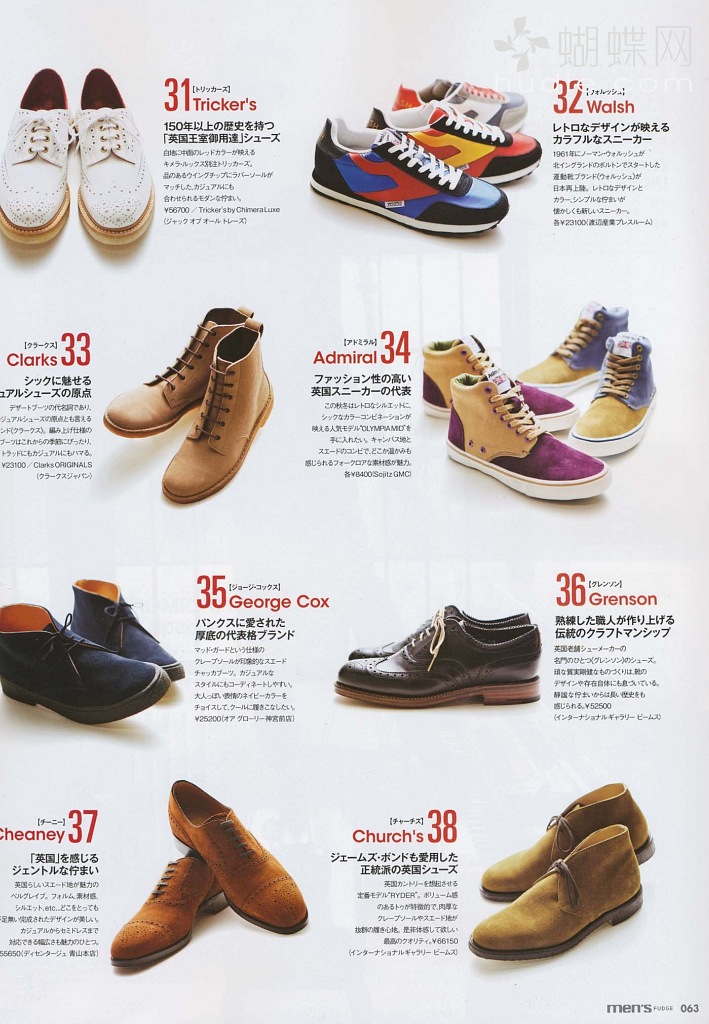 蝴蝶网
31【トリッカーズ】
Tricker's
150年以上の歴史を持つ
「英国王室御用達」シューズ
白地に中側のレッドカラーが映える
キメラ・ルックス別注トリッカーズ。
品のあるウイングチップにラバーソールが
マッチした、カジュアルにも
合わせられるモダンな佇まい。
¥56700／Tricker's by Chimera Luxe
（ジャック オブ オール トレーズ）
32【ウォルッシュ】
Walsh
レトロなデザインが映える
カラフルなスニーカー
1961年にノーマン・ウォルッシュが
北イングランドのボルトンでスタートした
運動靴ブランド〈ウォルッシュ〉が
日本再上陸。レトロなデザインと
カラー、シンプルな佇まいが
懐かしくも新しいスニーカー。
各¥23100（渡辺産業プレスルーム）
【クラークス】
Clarks 33
シックに魅せる
ュアルシューズの原点
デザートブーツの代名詞であり、
ジュアルシューズの原点とも言える
ンド〈クラークス〉。編み上げ仕様の
ブーツはこれからの季節にぴったり、
トラッドにもカジュアルにもハマる。
¥23100／Clarks ORIGINALS
（クラークスジャパン）
【アドミラル】
Admiral 34
ファッション性の高い
英国スニーカーの代表
この秋冬はレトロなシルエットに、
シックなカラーコンビネーションが
映える人気モデル“OLYMPIA MID”を
手に入れたい。キャンバス地と
スエードのコンビで、どこか温かみも
感じられるフォークロアな素材感が魅力。
各¥8400（Sojitz GMC）
35【ジョージ・コックス】
George Cox
パンクスに愛された
厚底の代表格ブランド
マッド・ガードという仕様の
クレープソールが印象的なスエード
チャッカブーツ。カジュアルな
スタイルにもコーディネートしやすい。
大人っぽい表情のネイビーカラーを
チョイスして、クールに履きこなしたい。
¥25200（オア グローリー神宮前店）
36【グレンソン】
Grenson
熟練した職人が作り上げる
伝統のクラフトマンシップ
英国老舗シューメーカーの
名門のひとつ〈グレンソン〉のシューズ。
頑な質実剛健なものづくりは、靴の
デザインや存在自体にも息づいている。
静謐な佇まいからは長い歴史をも
感じられる。¥52500
（インターナショナルギャラリー ビームス）
【チーニー】
Cheaney 37
「英国」を感じる
ジェントルな佇まい
英国らしいスエード地が魅力の
ベルグレイブ。フォルム、素材感、
シルエット、etc...どこをとっても
不足無い完成されたデザインが美しい。
カジュアルからセミドレスまで
対応できる幅広さも魅力のひとつ。
55650（ディセンタージュ 青山本店）
【チャーチズ】
Church's 38
ジェームズ・ボンドも愛用した
正統派の英国シューズ
英国カントリーを想起させる
定番モデル“RYDER”。ボリューム感
のあるトゥが特徴的で、肉厚な
クレープソールやスエード地が
抜群の履き心地。是非体感して欲しい
最高のクオリティ。¥66150
（インターナショナルギャラリー ビームス）
men's FUDGE 063